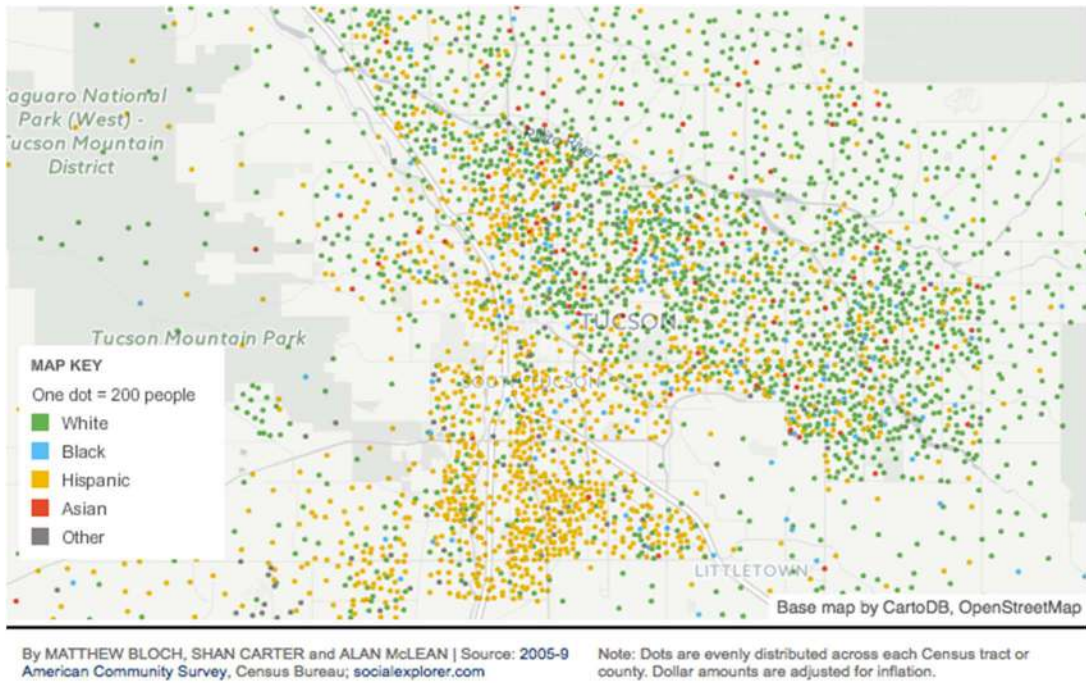 aguaro National
Park (West) -
Tucson Mountain
District
Rillito River
Tucson Mountain Park
TUCSON
SOUTH TUCSON
LITTLETOWN
MAP KEY
One dot = 200 people
White
Black
Hispanic
Asian
Other
Base map by CartoDB, OpenStreetMap
By MATTHEW BLOCH, SHAN CARTER and ALAN McLEAN | Source: 2005-9
American Community Survey, Census Bureau; socialexplorer.com
Note: Dots are evenly distributed across each Census tract or
county. Dollar amounts are adjusted for inflation.